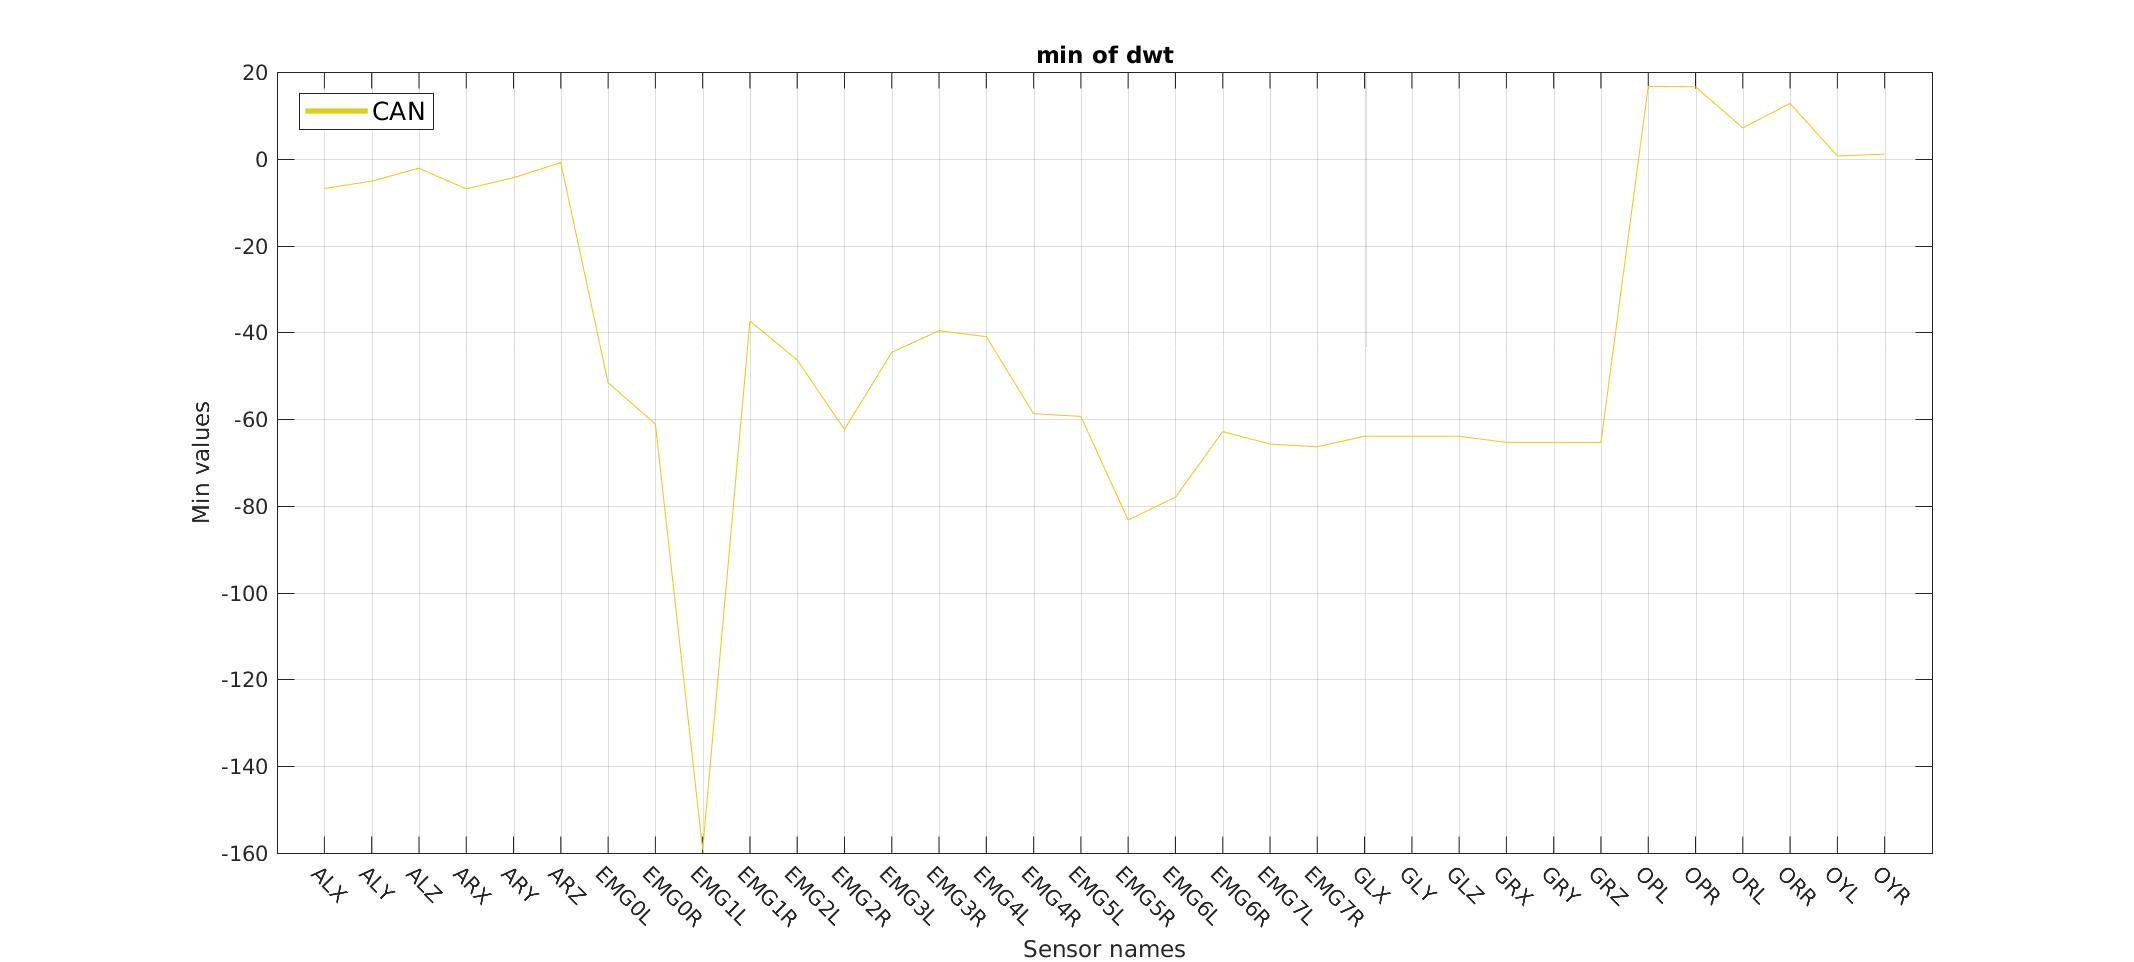 min of dwt
CAN
20
0
-20
-40
-60
-80
-100
-120
-140
-160
Min values
ALX
ALY
ALZ
ARX
ARY
ARZ
EMG0L
EMG0R
EMG1L
EMG1R
EMG2L
EMG2R
EMG3L
EMG3R
EMG4L
EMG4R
EMG5L
EMG5R
EMG6L
EMG6R
EMG7L
EMG7R
GLX
GLY
GLZ
GRX
GRY
GRZ
OPL
OPR
ORL
ORR
OYL
OYR
Sensor names